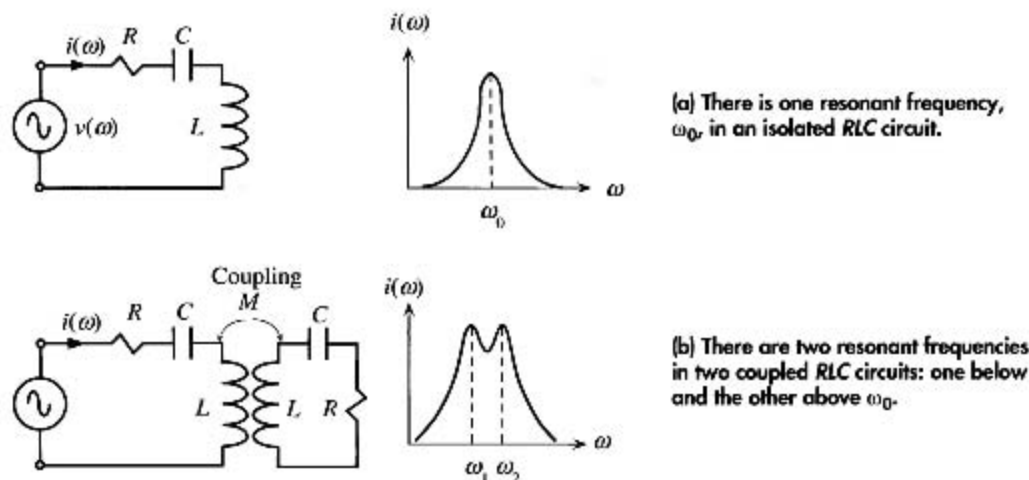 i(ω) R C
v(ω) L
i(ω)
ω
ω0
(a) There is one resonant frequency,
ω0, in an isolated RLC circuit.
Coupling
M
i(ω) R C C
L L R
i(ω)
ω
ω1 ω2
(b) There are two resonant frequencies
in two coupled RLC circuits: one below
and the other above ω0.